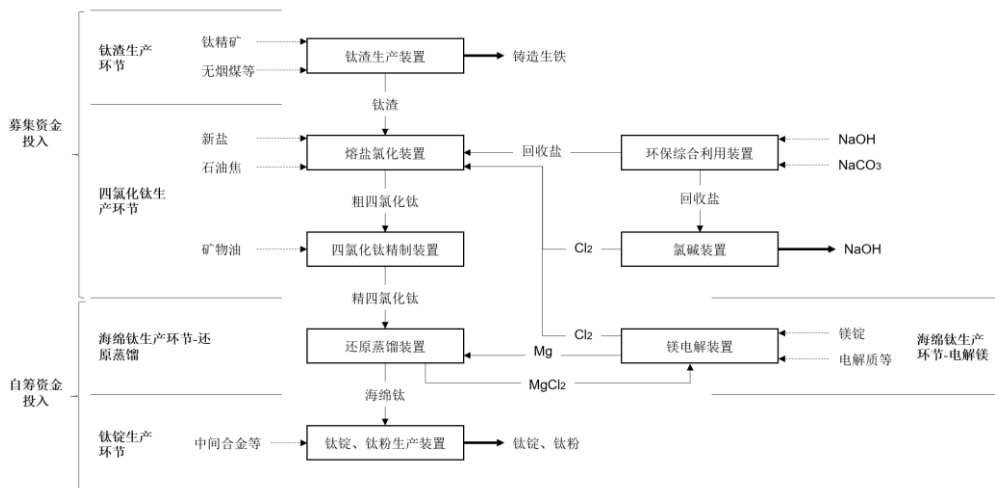 钛渣生产
环节
钛精矿
无烟煤等
钛渣生产装置
铸造生铁
钛渣
募集资金
投入
四氯化钛生
产环节
新盐
石油焦
熔盐氯化装置
回收盐
环保综合利用装置
NaOH
NaCO3
粗四氯化钛
回收盐
矿物油
四氯化钛精制装置
Cl2
氯碱装置
NaOH
精四氯化钛
海绵钛生产环节-还
原蒸馏
还原蒸馏装置
Cl2
Mg
MgCl2
镁电解装置
镁锭
电解质等
海绵钛生产
环节-电解镁
自筹资金
投入
海绵钛
钛锭生产
环节
中间合金等
钛锭、钛粉生产装置
钛锭、钛粉